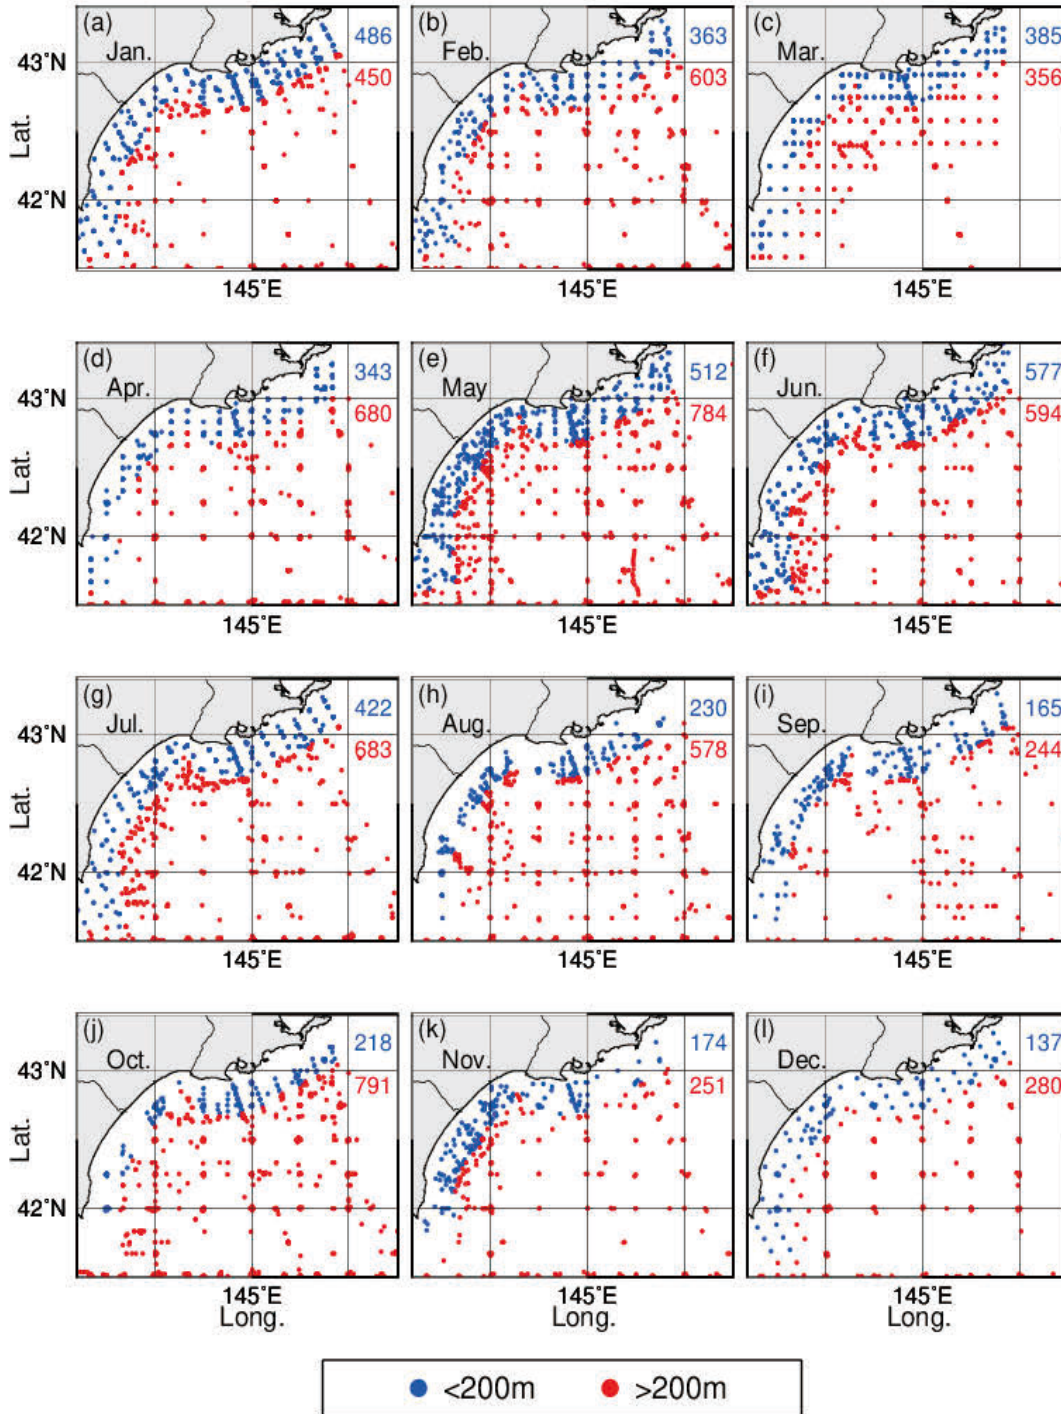 (a) (b) (c)
Jan. 486 Feb. 363 Mar. 385
43°N 450 603 356
Lat.
42°N
145°E 145°E 145°E
(d) (e) (f)
Apr. 343 May 512 Jun. 577
43°N 680 784 594
Lat.
42°N
145°E 145°E 145°E
(g) (h) (i)
Jul. 422 Aug. 230 Sep. 165
43°N 683 578 244
Lat.
42°N
145°E 145°E 145°E
(j) (k) (l)
Oct. 218 Nov. 174 Dec. 137
43°N 791 251 280
Lat.
42°N
145°E 145°E 145°E
Long. Long. Long.
<200m >200m